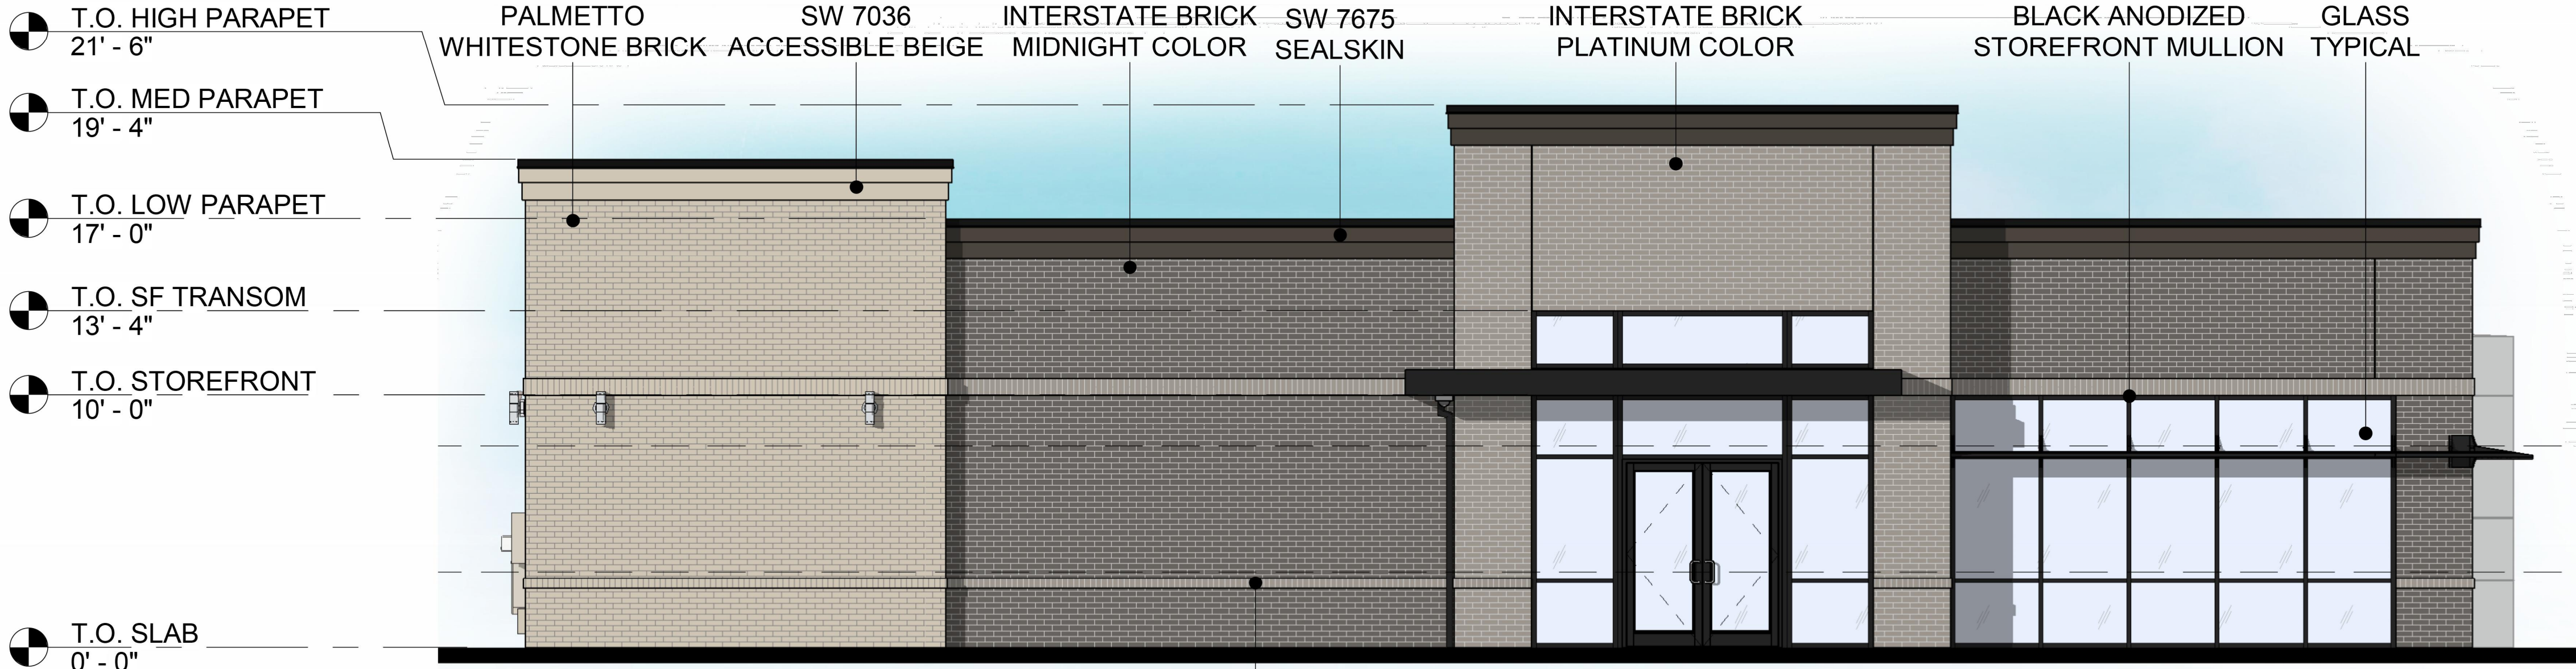 T.O. HIGH PARAPET
21' - 6"
T.O. MED PARAPET
19' - 4"
T.O. LOW PARAPET
17' - 0"
T.O. SF TRANSOM
13' - 4"
T.O. STOREFRONT
10' - 0"
T.O. SLAB
0' - 0"
PALMETTO
WHITESTONE BRICK
SW 7036
ACCESSIBLE BEIGE
INTERSTATE BRICK
MIDNIGHT COLOR
SW 7675
SEALSKIN
INTERSTATE BRICK
PLATINUM COLOR
BLACK ANODIZED
STOREFRONT MULLION
GLASS
TYPICAL